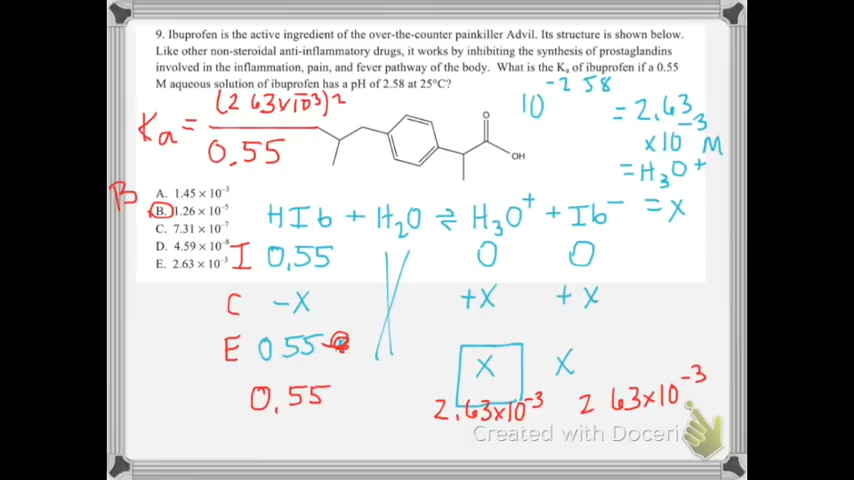 9. Ibuprofen is the active ingredient of the over-the-counter painkiller Advil. Its structure is shown below.
Like other non-steroidal anti-inflammatory drugs, it works by inhibiting the synthesis of prostaglandins
involved in the inflammation, pain, and fever pathway of the body. What is the Kₐ of ibuprofen if a 0.55
M aqueous solution of ibuprofen has a pH of 2.58 at 25°C?
Ka = (2 63x10⁻³)² / 0.55
O
OH
10^-2 58
= 2.63
x10⁻³ M
= H₃O⁺
= x
B
A. 1.45 × 10⁻³
B. 1.26 × 10⁻⁵
C. 7.31 × 10⁻⁷
D. 4.59 × 10⁻⁸
E. 2.63 × 10⁻³
HIb + H₂O ⇌ H₃O⁺ + Ib⁻
I 0.55 0 0
C -x +x +x
E 0 55 - x x
0.55 2.63x10⁻³ 2 63x10⁻³
Created with Doceri